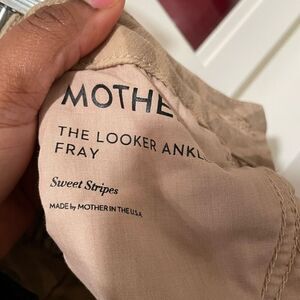 MOTHE
THE LOOKER ANKL
FRAY
Sweet Stripes
MADE by MOTHER IN THE U.S.A.